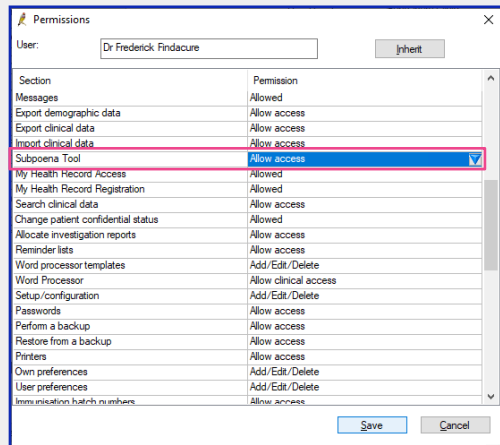 Permissions
User: Dr Frederick Findacure Inherit
Section Permission
Messages Allowed
Export demographic data Allow access
Export clinical data Allow access
Import clinical data Allow access
Subpoena Tool Allow access
My Health Record Access Allowed
My Health Record Registration Allowed
Search clinical data Allow access
Change patient confidential status Allowed
Allocate investigation reports Allow access
Reminder lists Allow access
Word processor templates Add/Edit/Delete
Word Processor Allow clinical access
Setup/configuration Add/Edit/Delete
Passwords Allow access
Perform a backup Allow access
Restore from a backup Allow access
Printers Allow access
Own preferences Add/Edit/Delete
User preferences Add/Edit/Delete
Immunisation batch numbers Allow access
Save Cancel